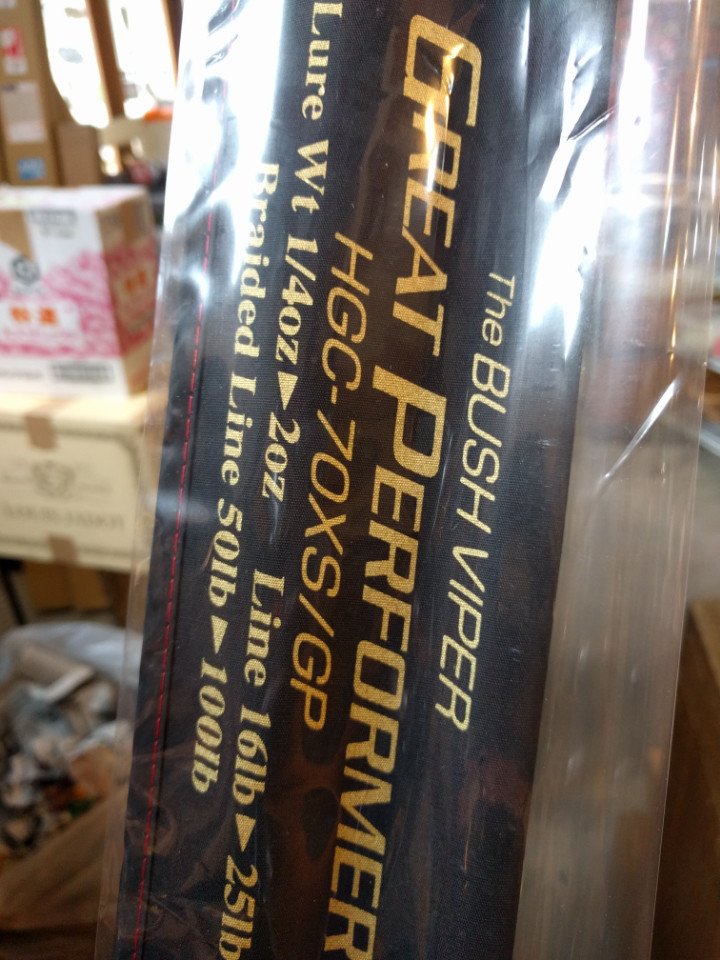 The BUSH VIPER
GREAT PERFORMER
HGC-70XS/GP
Lure Wt 1/4oz▶2oz Line 16lb▶25lb
Braided Line 50lb▶100lb